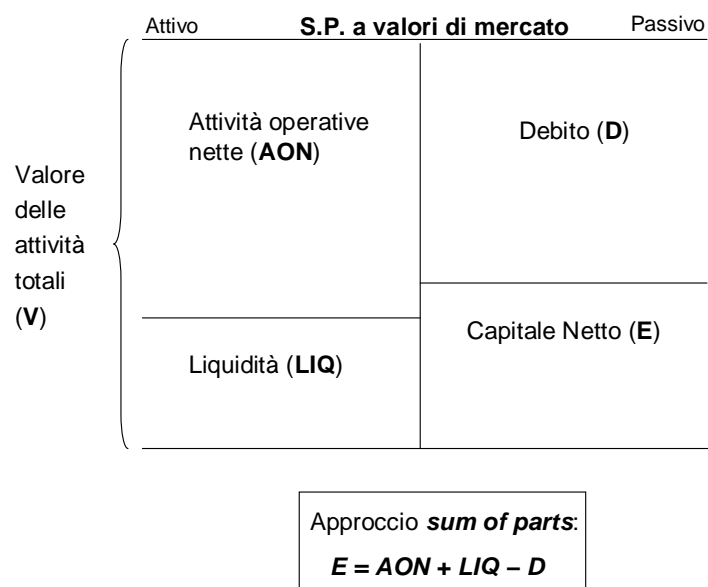 Attivo S.P. a valori di mercato Passivo
Attività operative
nette (AON)
Debito (D)
Valore
delle
attività
totali
(V)
Capitale Netto (E)
Liquidità (LIQ)
Approccio sum of parts:
E = AON + LIQ – D